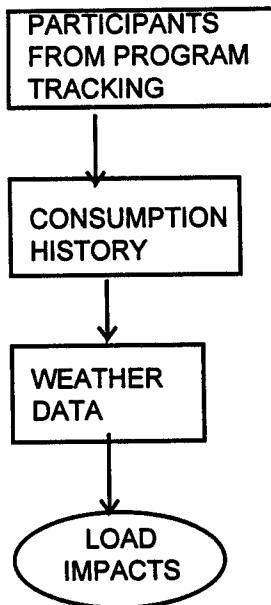 PARTICIPANTS
FROM PROGRAM
TRACKING
CONSUMPTION
HISTORY
WEATHER
DATA
LOAD
IMPACTS